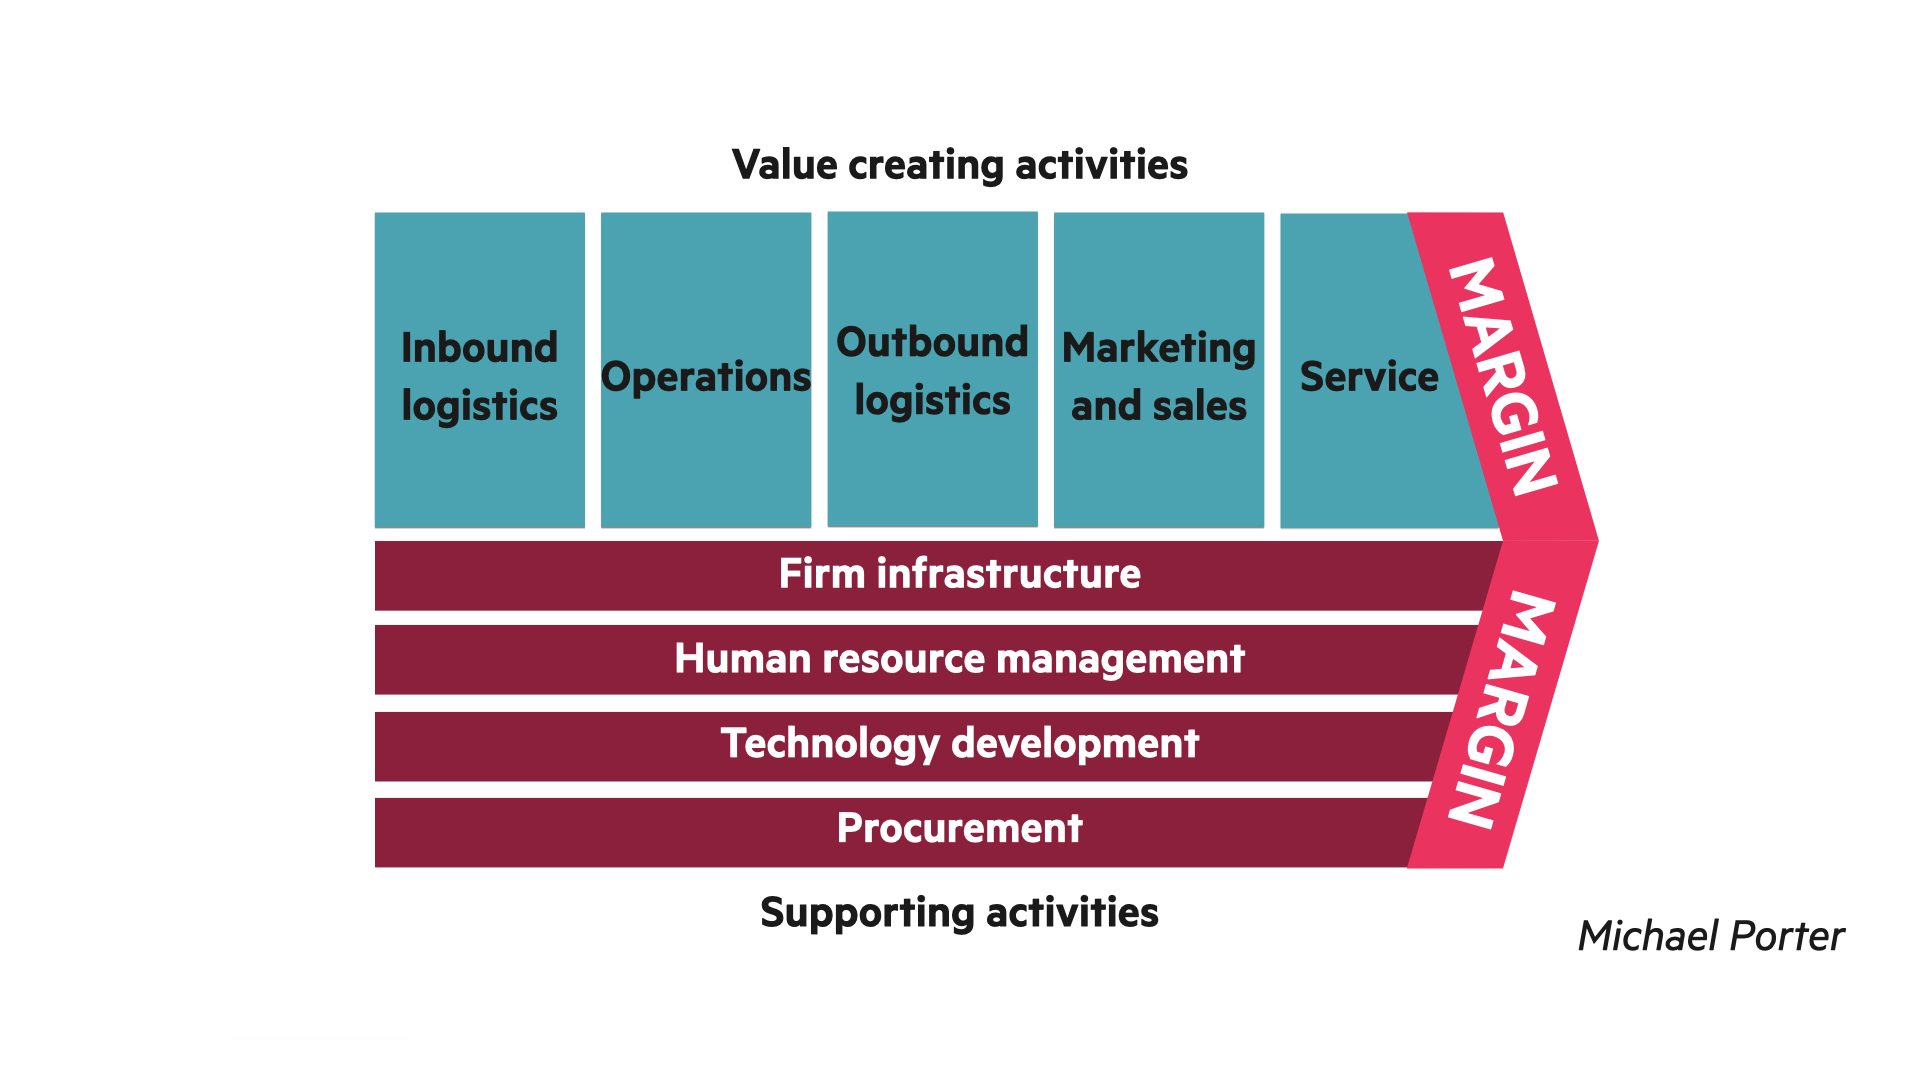 Value creating activities
Inbound
logistics
Operations
Outbound
logistics
Marketing
and sales
Service
MARGIN
Firm infrastructure
Human resource management
Technology development
Procurement
MARGIN
Supporting activities
Michael Porter